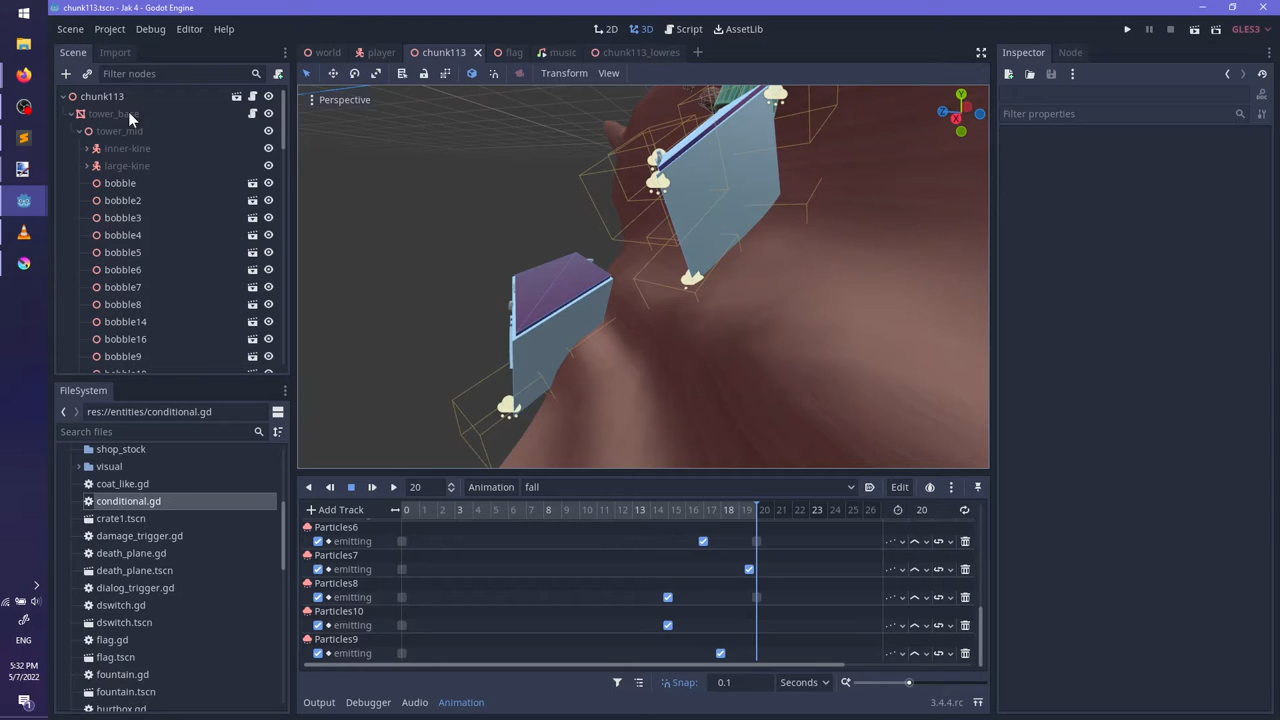 chunk113.tscn - Jak 4 - Godot Engine
Scene Project Debug Editor Help
2D 3D Script AssetLib
GLES3
Scene Import
world player chunk113 flag music chunk113_lowres
Inspector Node
Filter nodes
Transform View
chunk113
Perspective
Y
Z
X
Filter properties
tower_base
tower_mid
inner-kine
large-kine
bobble
bobble2
bobble3
bobble4
bobble5
bobble6
bobble7
bobble8
bobble14
bobble16
bobble9
FileSystem
res://entities/conditional.gd
Search files
shop_stock
visual
coat_like.gd
conditional.gd
crate1.tscn
damage_trigger.gd
death_plane.gd
death_plane.tscn
dialog_trigger.gd
dswitch.gd
dswitch.tscn
flag.gd
flag.tscn
fountain.gd
fountain.tscn
hurtbox.gd
20 Animation fall Edit
Add Track 0 1 2 3 4 5 6 7 8 9 10 11 12 13 14 15 16 17 18 19 20 21 22 23 24 25 26 20
Particles6
emitting
Particles7
emitting
Particles8
emitting
Particles10
emitting
Particles9
emitting
Snap: 0.1 Seconds
Output Debugger Audio Animation 3.4.4.rc
ENG
5:32 PM
5/7/2022